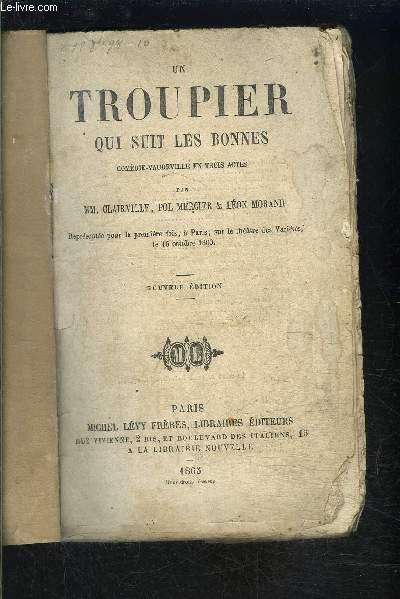 LE-LIVRE.COM
UN
TROUPIER
QUI SUIT LES BONNES
COMÉDIE-VAUDEVILLE EN TROIS ACTES
PAR
MM. CLAIRVILLE, POL MERCIER & LÉON MORAND
Représentée pour la première fois, à Paris, sur le théâtre des Variétés,
le 16 octobre
NOUVELLE ÉDITION
PARIS
MICHEL LÉVY FRÈRES, LIBRAIRES ÉDITEURS
RUE VIVIENNE, 2 BIS, ET BOULEVARD DES ITALIENS, 15
A LA LIBRAIRIE NOUVELLE
1863